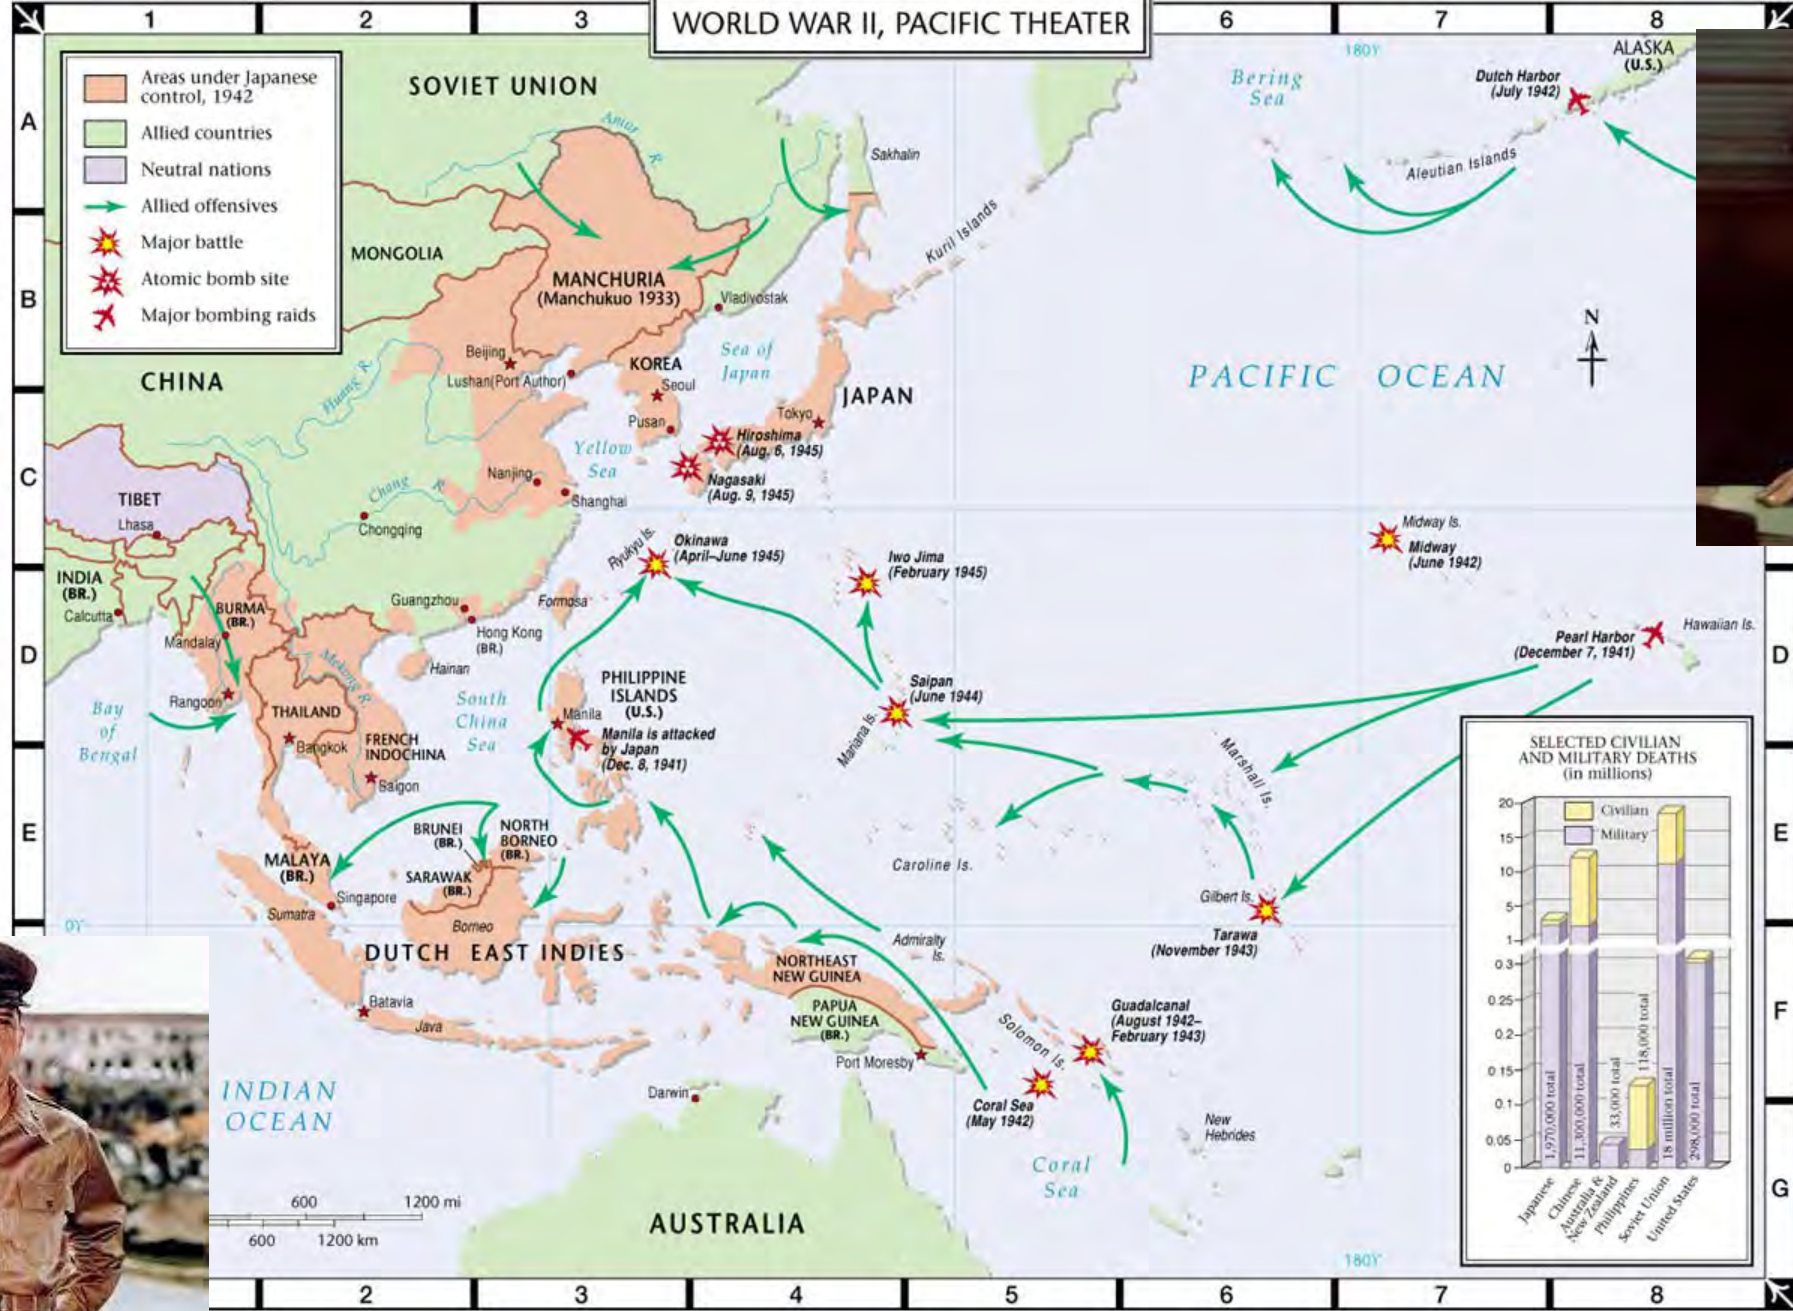 WORLD WAR II, PACIFIC THEATER
1
2
3
6
7
8
A
B
C
D
E
F
G
Areas under Japanese
control, 1942
Allied countries
Neutral nations
Allied offensives
Major battle
Atomic bomb site
Major bombing raids
SOVIET UNION
Amur R.
Sakhalin
Bering
Sea
180Y
ALASKA
(U.S.)
Dutch Harbor
(July 1942)
Aleutian Islands
Kuril Islands
MONGOLIA
MANCHURIA
(Manchukuo 1933)
Vladivostak
N
Beijing
Lushan(Port Author)
KOREA
Seoul
Pusan
Sea of
Japan
JAPAN
Tokyo
PACIFIC OCEAN
CHINA
Huang R.
Hiroshima
(Aug. 6, 1945)
Yellow
Sea
Nagasaki
(Aug. 9, 1945)
Nanjing
Shanghai
Chang R.
Chongqing
TIBET
Lhasa
Ryukyu Is.
Okinawa
(April–June 1945)
Iwo Jima
(February 1945)
Midway Is.
Midway
(June 1942)
INDIA
(BR.)
Calcutta
BURMA
(BR.)
Mandalay
Guangzhou
Formosa
Hong Kong
(BR.)
Hainan
Mekong R.
Hawaiian Is.
Pearl Harbor
(December 7, 1941)
D
Rangoon
THAILAND
Bangkok
FRENCH
INDOCHINA
Saigon
Bay
of
Bengal
South
China
Sea
PHILIPPINE
ISLANDS
(U.S.)
Manila
Manila is attacked
by Japan
(Dec. 8, 1941)
Saipan
(June 1944)
Mariana Is.
Marshall Is.
E
BRUNEI
(BR.)
NORTH
BORNEO
(BR.)
SARAWAK
(BR.)
MALAYA
(BR.)
Singapore
Sumatra
Borneo
Caroline Is.
Gilbert Is.
Tarawa
(November 1943)
0Y
DUTCH EAST INDIES
Admiralty
Is.
NORTHEAST
NEW GUINEA
PAPUA
NEW GUINEA
(BR.)
Port Moresby
Batavia
Java
Solomon Is.
Guadalcanal
(August 1942–
February 1943)
F
INDIAN
OCEAN
Darwin
Coral Sea
(May 1942)
New
Hebrides
Coral
Sea
G
600
1200 mi
600
1200 km
AUSTRALIA
180Y
SELECTED CIVILIAN
AND MILITARY DEATHS
(in millions)
Civilian
Military
20
15
10
5
1
0.3
0.25
0.2
0.15
0.1
0.05
0
1,970,000 total
11,300,000 total
33,000 total
118,000 total
18 million total
298,000 total
Japanese
Chinese
Australia &
New Zealand
Philippines
Soviet Union
United States
2
3
4
5
6
7
8